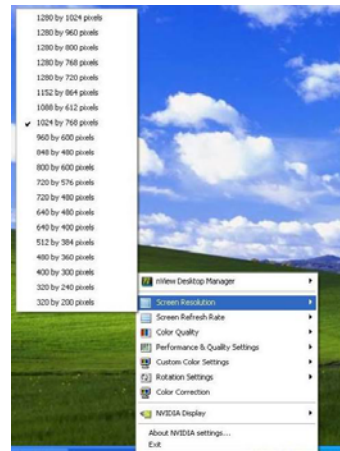 1280 by 1024 pixels
1280 by 960 pixels
1280 by 800 pixels
1280 by 768 pixels
1280 by 720 pixels
1152 by 864 pixels
1088 by 612 pixels
1024 by 768 pixels
960 by 600 pixels
848 by 480 pixels
800 by 600 pixels
720 by 576 pixels
720 by 480 pixels
640 by 480 pixels
640 by 400 pixels
512 by 384 pixels
480 by 360 pixels
400 by 300 pixels
320 by 240 pixels
320 by 200 pixels
nView Desktop Manager
Screen Resolution
Screen Refresh Rate
Color Quality
Performance & Quality Settings
Custom Color Settings
Rotation Settings
Color Correction
NVIDIA Display
About NVIDIA settings...
Exit